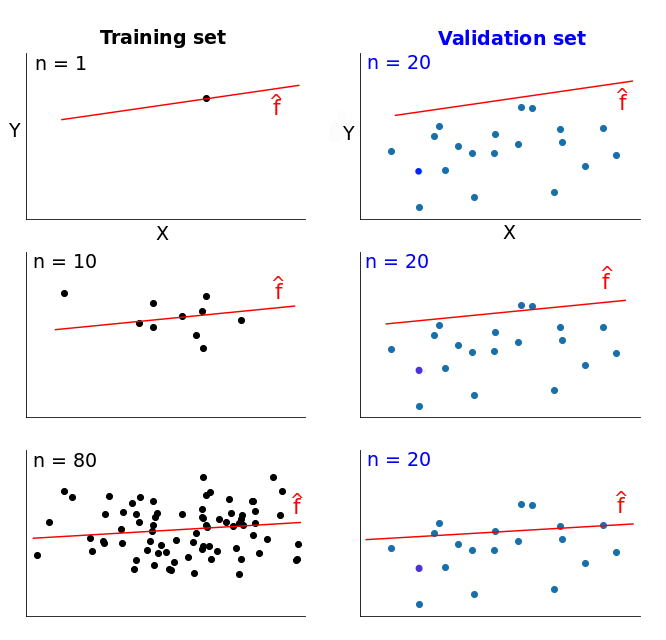 Training set
Validation set
n = 1
n = 20
f̂
f̂
Y
Y
X
X
n = 10
n = 20
f̂
f̂
n = 80
n = 20
f̂
f̂